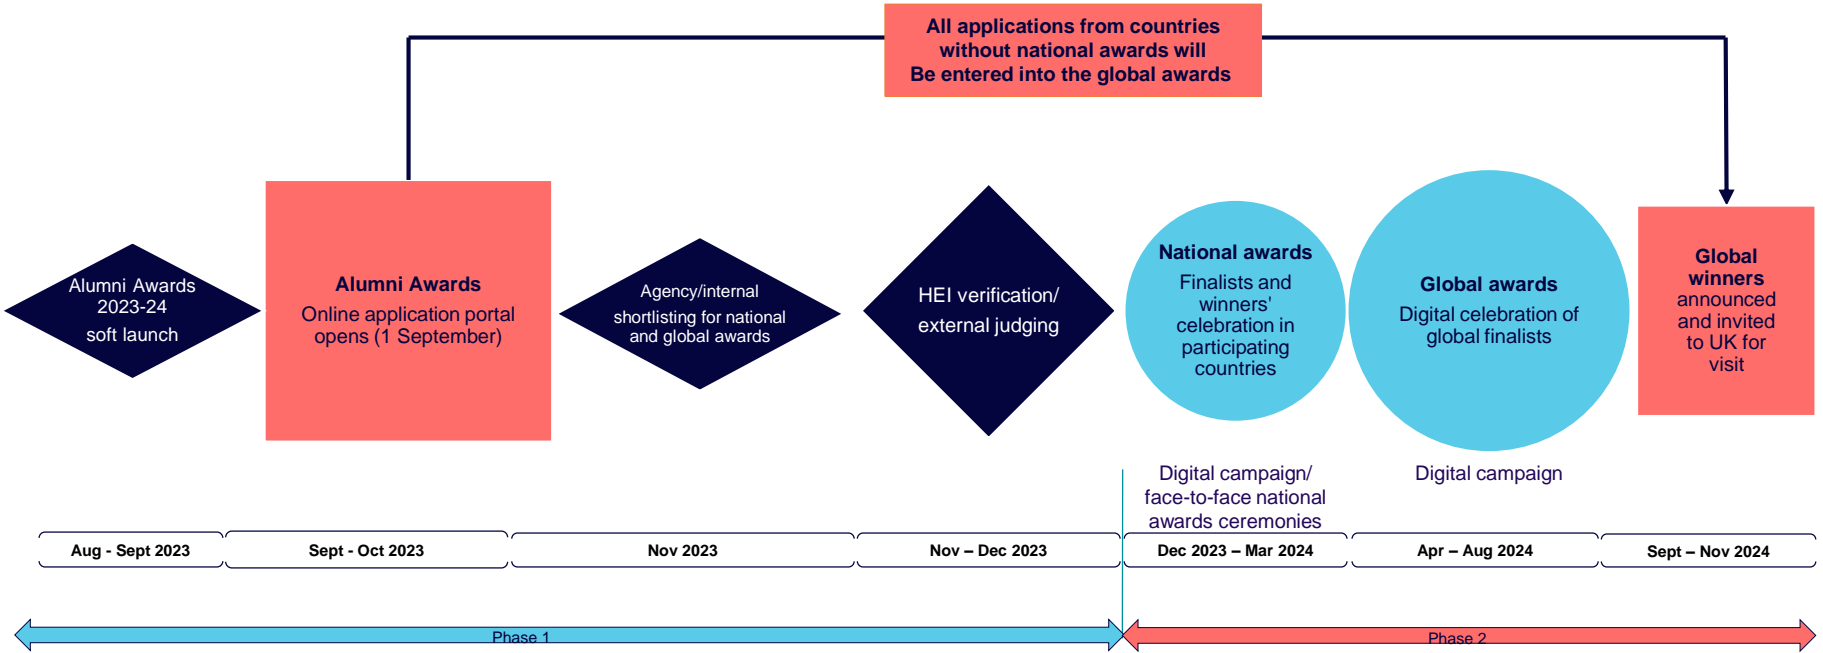 All applications from countries
without national awards will
Be entered into the global awards
Alumni Awards
2023-24
soft launch
Alumni Awards
Online application portal
opens (1 September)
Agency/internal
shortlisting for national
and global awards
HEI verification/
external judging
National awards
Finalists and
winners'
celebration in
participating
countries
Global awards
Digital celebration of
global finalists
Global
winners
announced
and invited
to UK for
visit
Digital campaign/
face-to-face national
awards ceremonies
Digital campaign
Aug - Sept 2023
Sept - Oct 2023
Nov 2023
Nov – Dec 2023
Dec 2023 – Mar 2024
Apr – Aug 2024
Sept – Nov 2024
Phase 1
Phase 2